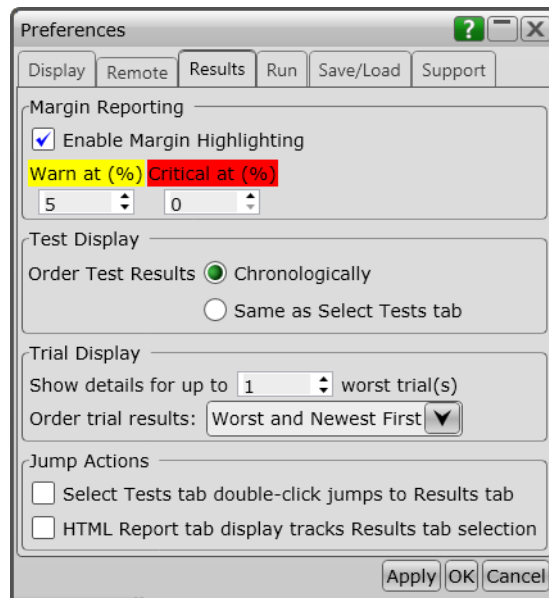 Preferences
?
Display Remote Results Run Save/Load Support
Margin Reporting
Enable Margin Highlighting
Warn at (%) Critical at (%)
5 0
Test Display
Order Test Results Chronologically
Same as Select Tests tab
Trial Display
Show details for up to 1 worst trial(s)
Order trial results: Worst and Newest First
Jump Actions
Select Tests tab double-click jumps to Results tab
HTML Report tab display tracks Results tab selection
Apply OK Cancel